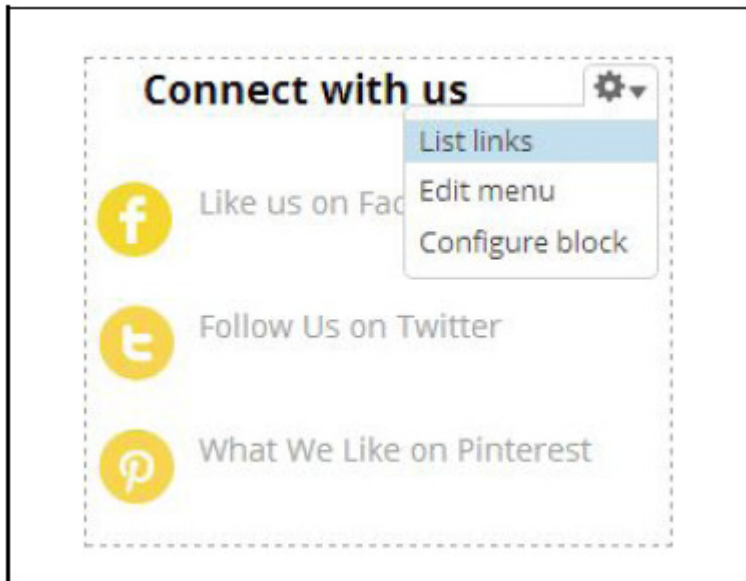 Connect with us
List links
Edit menu
Configure block
Like us on Fac
Follow Us on Twitter
What We Like on Pinterest